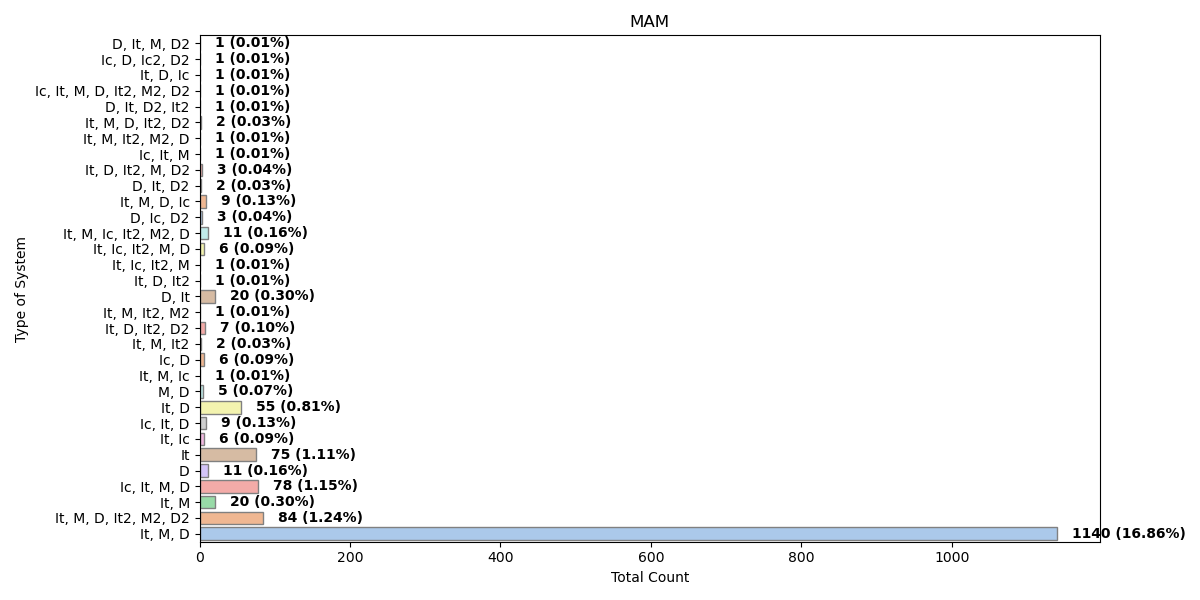 MAM
D, It, M, D2 1 (0.01%)
Ic, D, Ic2, D2 1 (0.01%)
It, D, Ic 1 (0.01%)
Ic, It, M, D, It2, M2, D2 1 (0.01%)
D, It, D2, It2 1 (0.01%)
It, M, D, It2, D2 2 (0.03%)
It, M, It2, M2, D 1 (0.01%)
Ic, It, M 1 (0.01%)
It, D, It2, M, D2 3 (0.04%)
D, It, D2 2 (0.03%)
It, M, D, Ic 9 (0.13%)
D, Ic, D2 3 (0.04%)
It, M, Ic, It2, M2, D 11 (0.16%)
It, Ic, It2, M, D 6 (0.09%)
It, Ic, It2, M 1 (0.01%)
It, D, It2 1 (0.01%)
D, It 20 (0.30%)
It, M, It2, M2 1 (0.01%)
It, D, It2, D2 7 (0.10%)
It, M, It2 2 (0.03%)
Ic, D 6 (0.09%)
It, M, Ic 1 (0.01%)
M, D 5 (0.07%)
It, D 55 (0.81%)
Ic, It, D 9 (0.13%)
It, Ic 6 (0.09%)
It 75 (1.11%)
D 11 (0.16%)
Ic, It, M, D 78 (1.15%)
It, M 20 (0.30%)
It, M, D, It2, M2, D2 84 (1.24%)
It, M, D 1140 (16.86%)
Type of System
0 200 400 600 800 1000
Total Count